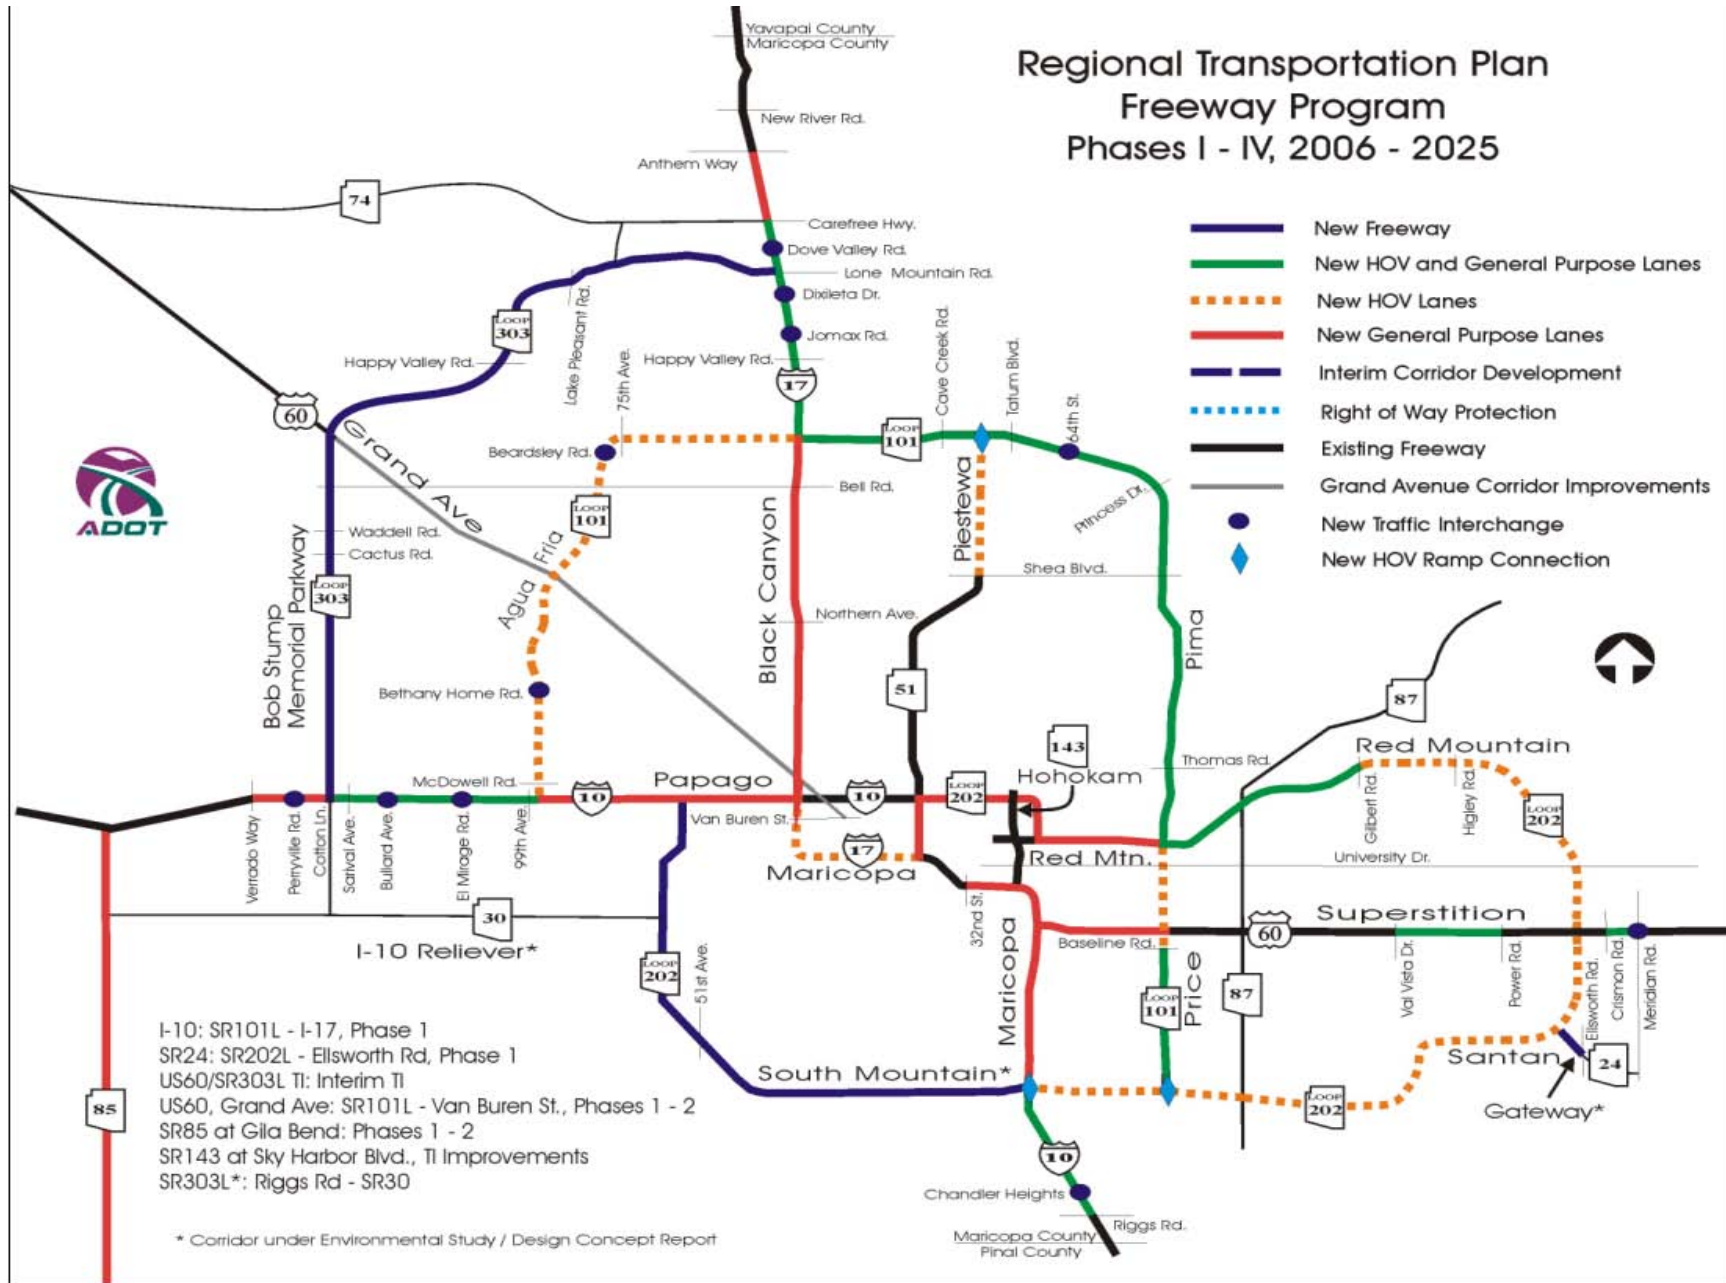 Yavapai County
Maricopa County
Regional Transportation Plan
Freeway Program
Phases I - IV, 2006 - 2025
New River Rd.
Anthem Way
74
Carefree Hwy.
Dove Valley Rd.
Lone Mountain Rd.
Dixileta Dr.
Jomax Rd.
Happy Valley Rd.
Lake Pleasant Rd.
LOOP
303
Happy Valley Rd.
75th Ave.
17
Cave Creek Rd.
Tatum Blvd.
64th St.
New Freeway
New HOV and General Purpose Lanes
New HOV Lanes
New General Purpose Lanes
Interim Corridor Development
Right of Way Protection
Existing Freeway
Grand Avenue Corridor Improvements
New Traffic Interchange
New HOV Ramp Connection
60
Grand Ave
Beardsley Rd.
LOOP
101
Bell Rd.
Princess Dr.
ADOT
LOOP
101
Waddell Rd.
Cactus Rd.
Agua Fria
Black Canyon
Piestewa
Shea Blvd.
LOOP
303
Bob Stump
Memorial Parkway
Northern Ave.
Pima
Bethany Home Rd.
51
87
143
Hohokam
Thomas Rd.
Red Mountain
McDowell Rd.
Papago
10
10
LOOP
202
Gilbert Rd.
Higley Rd.
LOOP
202
Van Buren St.
17
Maricopa
Red Mtn.
University Dr.
Verrado Way
Perryville Rd.
Cotton Ln.
Sarival Ave.
Bullard Ave.
El Mirage Rd.
99th Ave.
30
I-10 Reliever*
32nd St.
Baseline Rd.
Superstition
60
LOOP
202
51st Ave.
Maricopa
LOOP
101
Price
87
Val Vista Dr.
Power Rd.
Ellsworth Rd.
Crismon Rd.
Meridian Rd.
I-10: SR101L - I-17, Phase 1
SR24: SR202L - Ellsworth Rd, Phase 1
US60/SR303L TI: Interim TI
US60, Grand Ave: SR101L - Van Buren St., Phases 1 - 2
SR85 at Gila Bend: Phases 1 - 2
SR143 at Sky Harbor Blvd., TI Improvements
SR303L*: Riggs Rd - SR30
85
South Mountain*
Santan
24
Gateway*
LOOP
202
10
Chandler Heights
Riggs Rd.
Maricopa County
Pinal County
* Corridor under Environmental Study / Design Concept Report